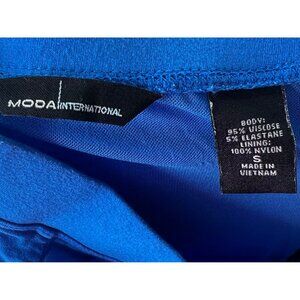 MODA INTERNATIONAL
BODY:
95% VISCOSE
5% ELASTANE
LINING:
100% NYLON
S
MADE IN
VIETNAM